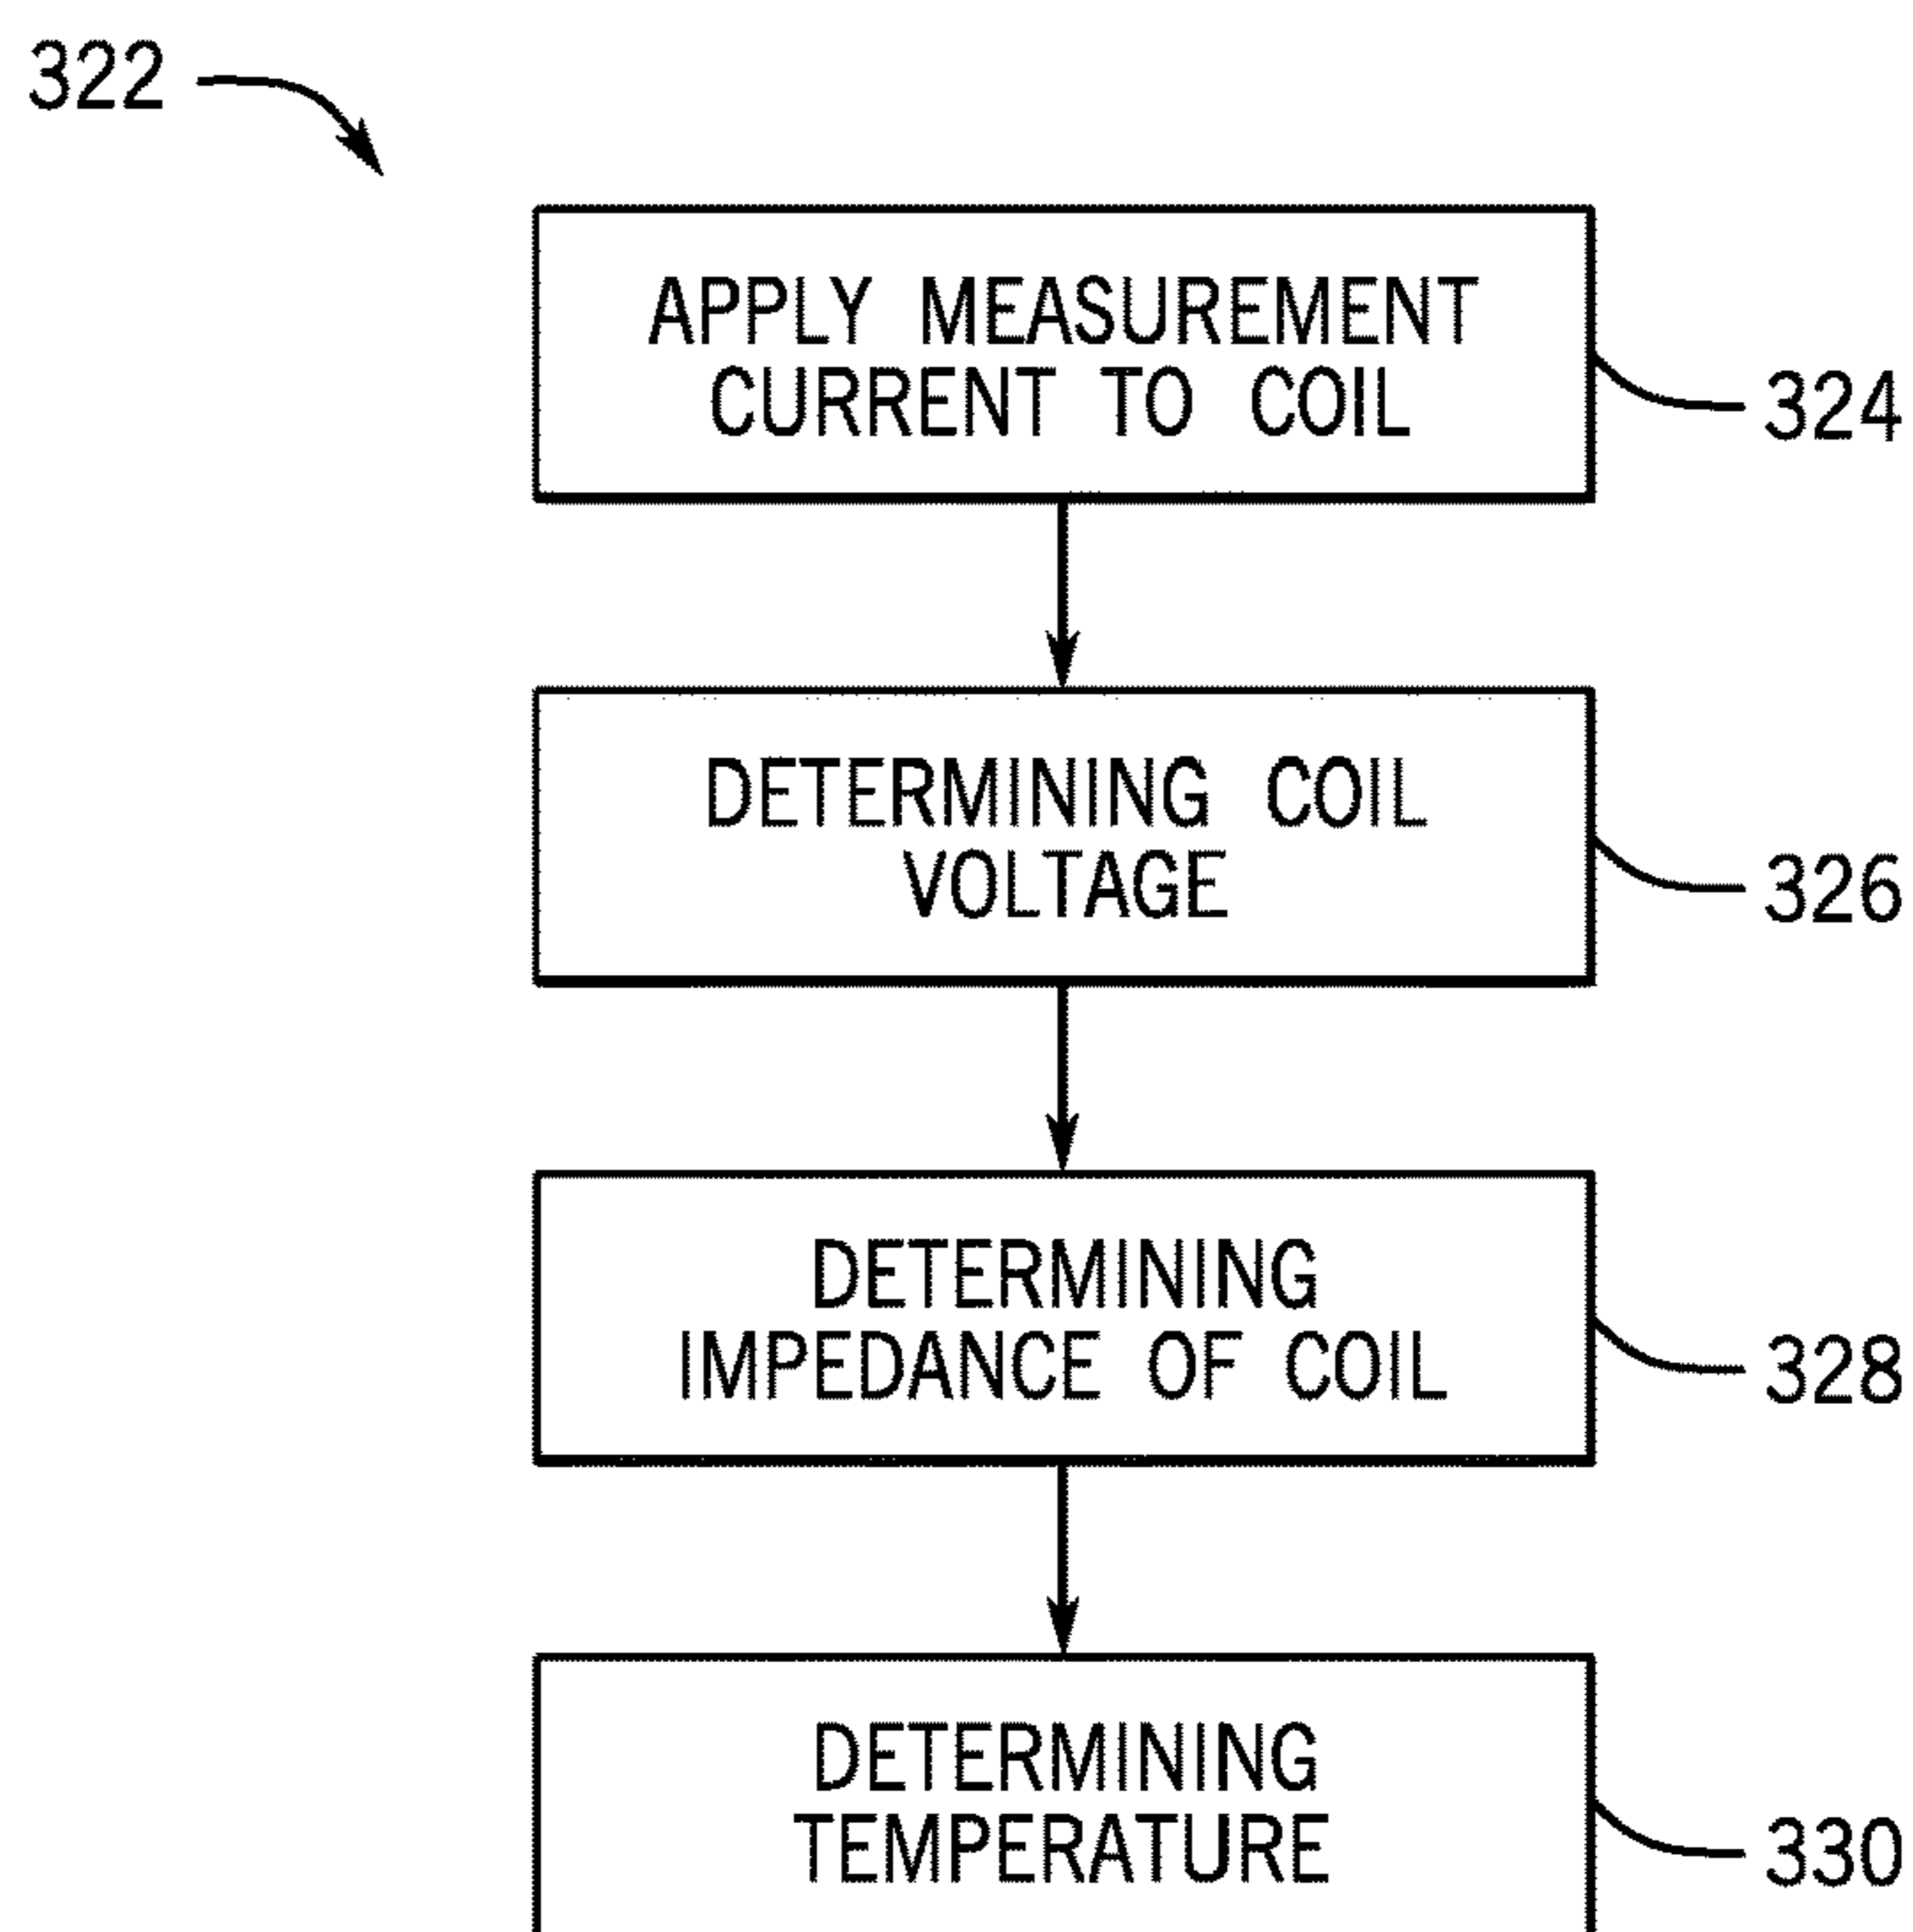 322
APPLY MEASUREMENT
CURRENT TO COIL
324
DETERMINING COIL
VOLTAGE
326
DETERMINING
IMPEDANCE OF COIL
328
DETERMINING
TEMPERATURE
330